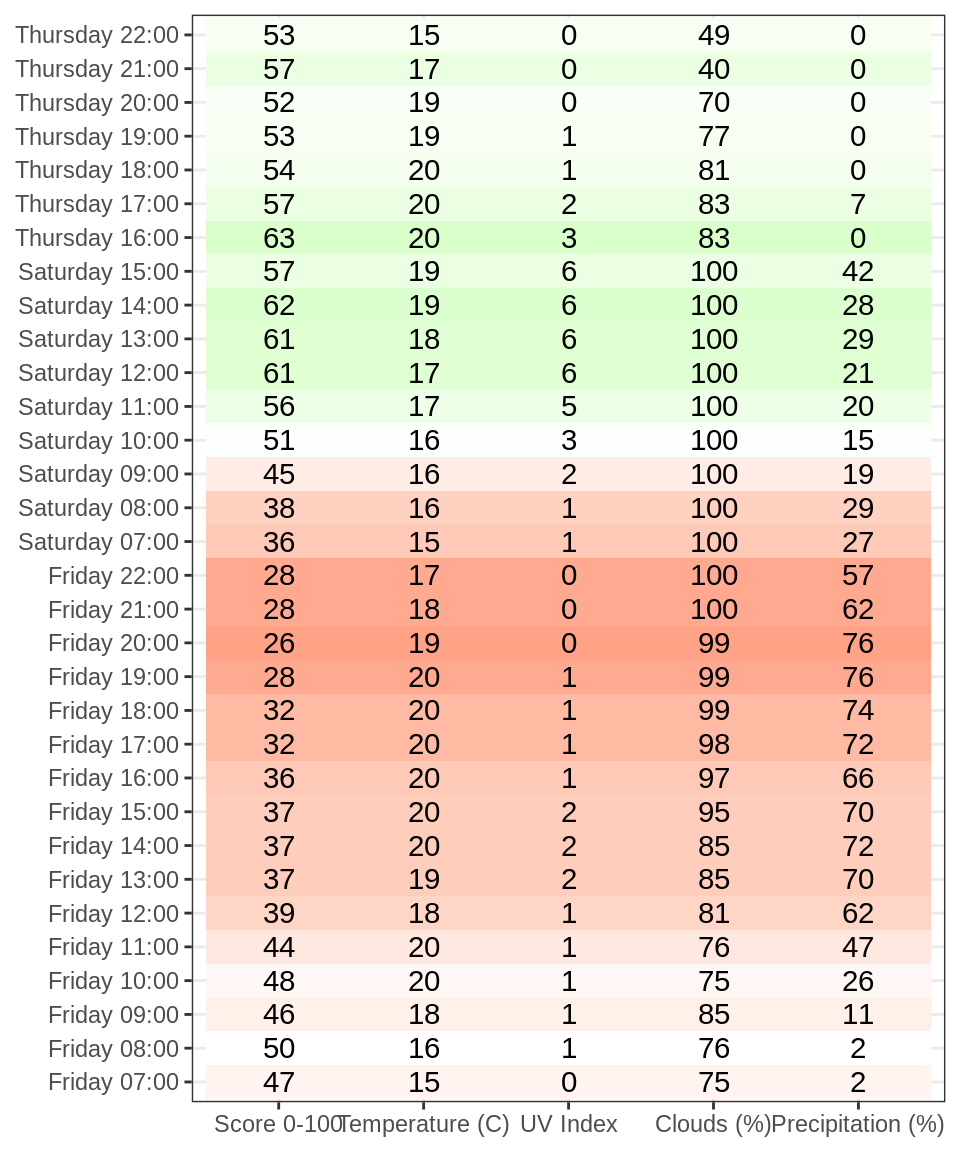 Thursday 22:00 53 15 0 49 0
Thursday 21:00 57 17 0 40 0
Thursday 20:00 52 19 0 70 0
Thursday 19:00 53 19 1 77 0
Thursday 18:00 54 20 1 81 0
Thursday 17:00 57 20 2 83 7
Thursday 16:00 63 20 3 83 0
Saturday 15:00 57 19 6 100 42
Saturday 14:00 62 19 6 100 28
Saturday 13:00 61 18 6 100 29
Saturday 12:00 61 17 6 100 21
Saturday 11:00 56 17 5 100 20
Saturday 10:00 51 16 3 100 15
Saturday 09:00 45 16 2 100 19
Saturday 08:00 38 16 1 100 29
Saturday 07:00 36 15 1 100 27
Friday 22:00 28 17 0 100 57
Friday 21:00 28 18 0 100 62
Friday 20:00 26 19 0 99 76
Friday 19:00 28 20 1 99 76
Friday 18:00 32 20 1 99 74
Friday 17:00 32 20 1 98 72
Friday 16:00 36 20 1 97 66
Friday 15:00 37 20 2 95 70
Friday 14:00 37 20 2 85 72
Friday 13:00 37 19 2 85 70
Friday 12:00 39 18 1 81 62
Friday 11:00 44 20 1 76 47
Friday 10:00 48 20 1 75 26
Friday 09:00 46 18 1 85 11
Friday 08:00 50 16 1 76 2
Friday 07:00 47 15 0 75 2
Score 0-100 Temperature (C) UV Index Clouds (%) Precipitation (%)